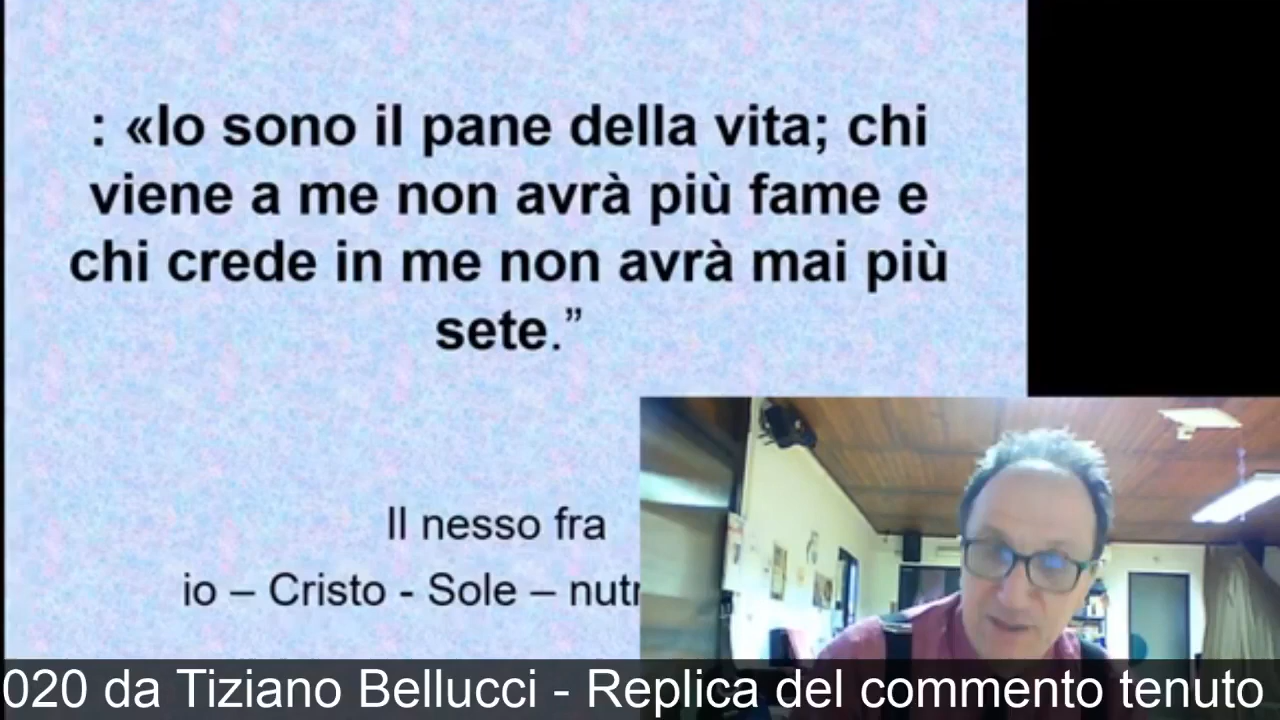 : «Io sono il pane della vita; chi
viene a me non avrà più fame e
chi crede in me non avrà mai più
sete.”
Il nesso fra
io – Cristo - Sole –
020 da Tiziano Bellucci - Replica del commento tenuto